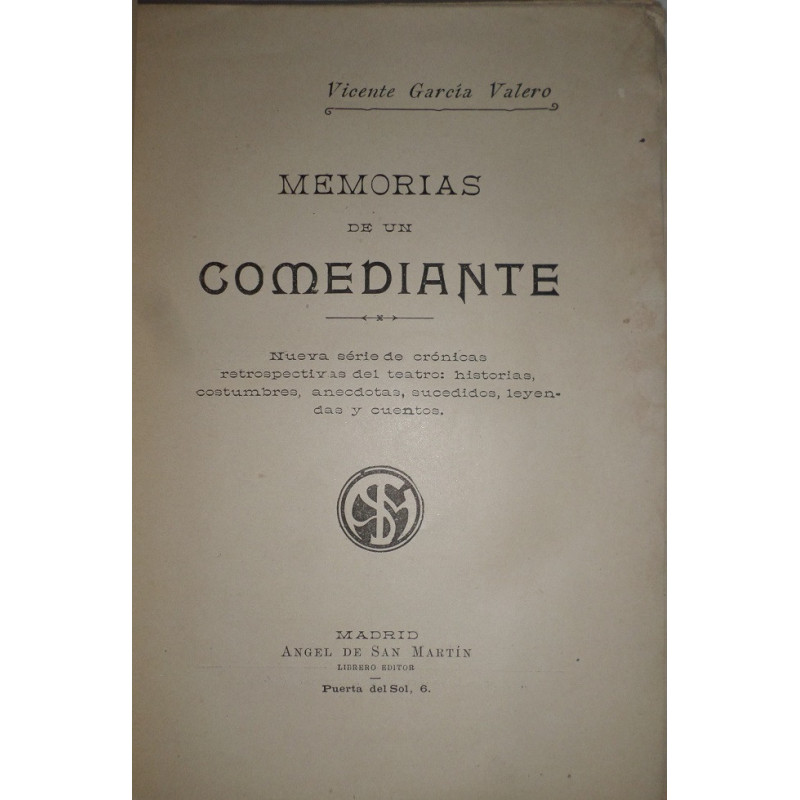 Vicente García Valero
MEMORIAS
DE UN
COMEDIANTE
Nueva série de crónicas
retrospectivas del teatro: historias,
costumbres, anecdotas, sucedidos, leyen-
das y cuentos.
MADRID
ANGEL DE SAN MARTÍN
LIBRERO EDITOR
Puerta del Sol, 6.